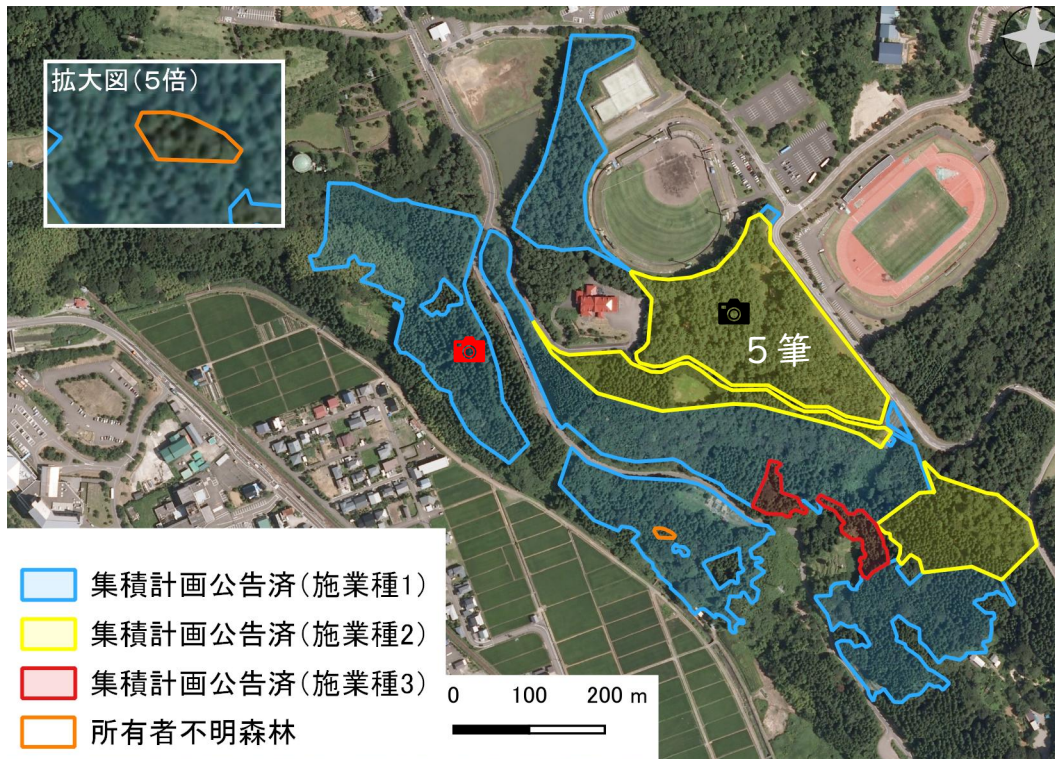 拡大図(5倍)
5筆
集積計画公告済(施業種1)
集積計画公告済(施業種2)
集積計画公告済(施業種3)
所有者不明森林
0 100 200 m